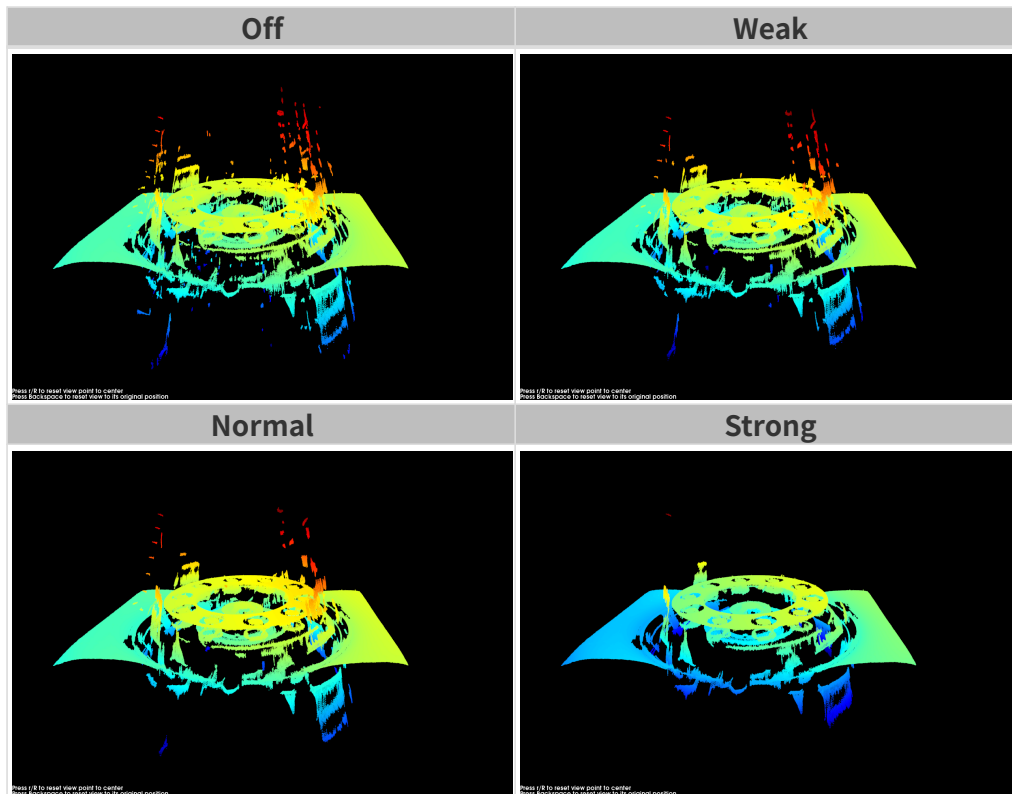 Off
Weak
Press r/R to reset view point to center
Press Backspace to reset view to its original position
Press r/R to reset view point to center
Press Backspace to reset view to its original position
Normal
Strong
Press r/R to reset view point to center
Press Backspace to reset view to its original position
Press r/R to reset view point to center
Press Backspace to reset view to its original position